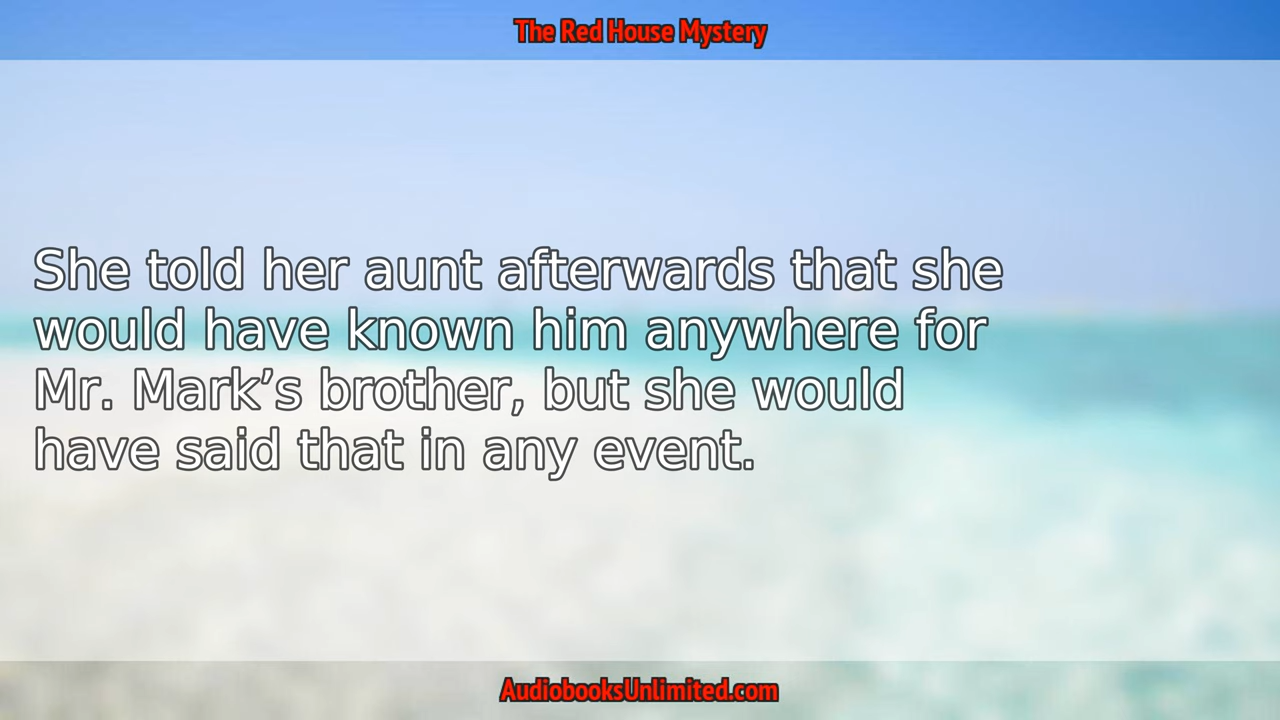 The Red House Mystery
She told her aunt afterwards that she
would have known him anywhere for
Mr. Mark’s brother, but she would
have said that in any event.
AudiobooksUnlimited.com